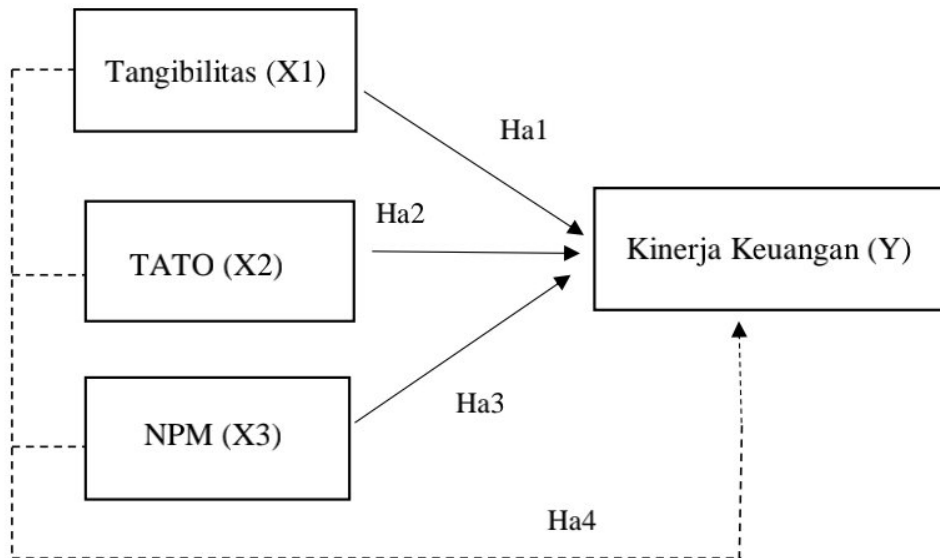 Tangibilitas (X1)
Ha1
TATO (X2)
Ha2
Kinerja Keuangan (Y)
NPM (X3)
Ha3
Ha4